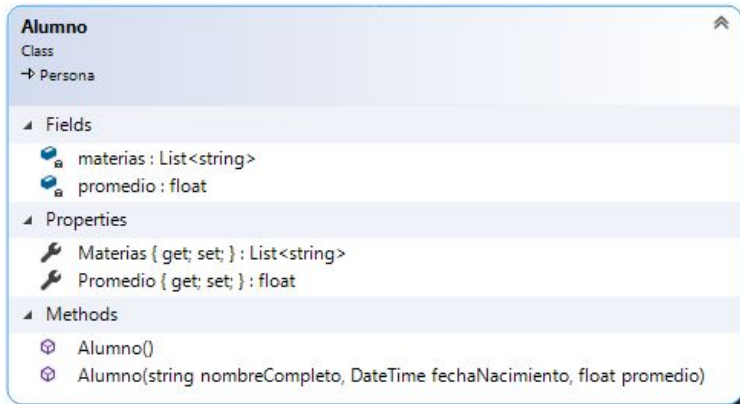 Alumno
Class
Persona
Fields
materias : List<string>
promedio : float
Properties
Materias { get; set; } : List<string>
Promedio { get; set; } : float
Methods
Alumno()
Alumno(string nombreCompleto, DateTime fechaNacimiento, float promedio)